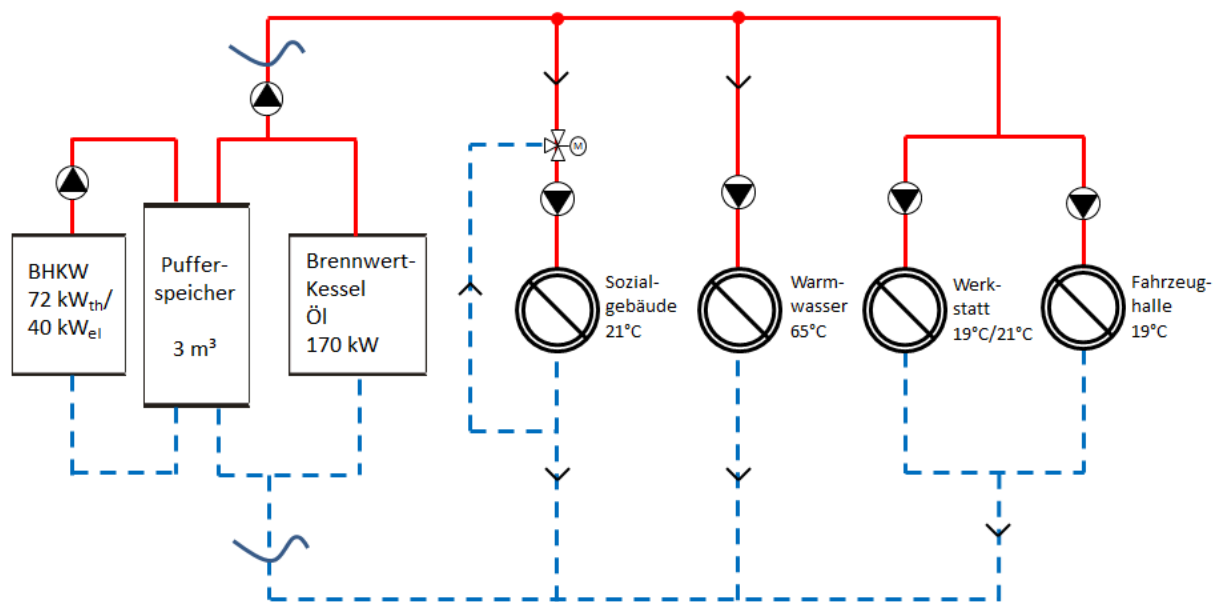 BHKW
72 kWth/
40 kWel
Puffer-
speicher
3 m³
Brennwert-
Kessel
Öl
170 kW
M
Sozial-
gebäude
21°C
Warm-
wasser
65°C
Werk-
statt
19°C/21°C
Fahrzeug-
halle
19°C